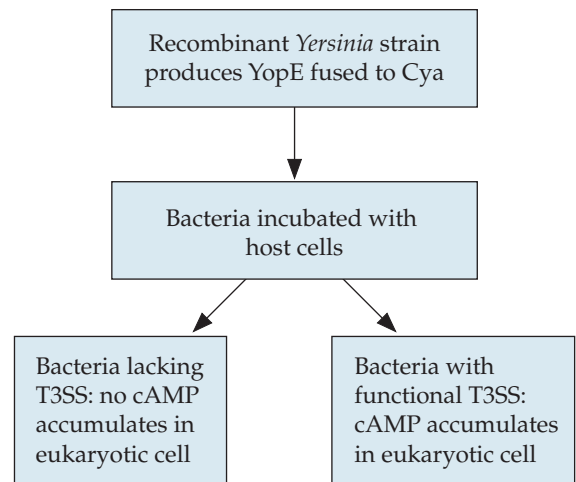 Recombinant Yersinia strain
produces YopE fused to Cya
Bacteria incubated with
host cells
Bacteria lacking
T3SS: no cAMP
accumulates in
eukaryotic cell
Bacteria with
functional T3SS:
cAMP accumulates
in eukaryotic cell